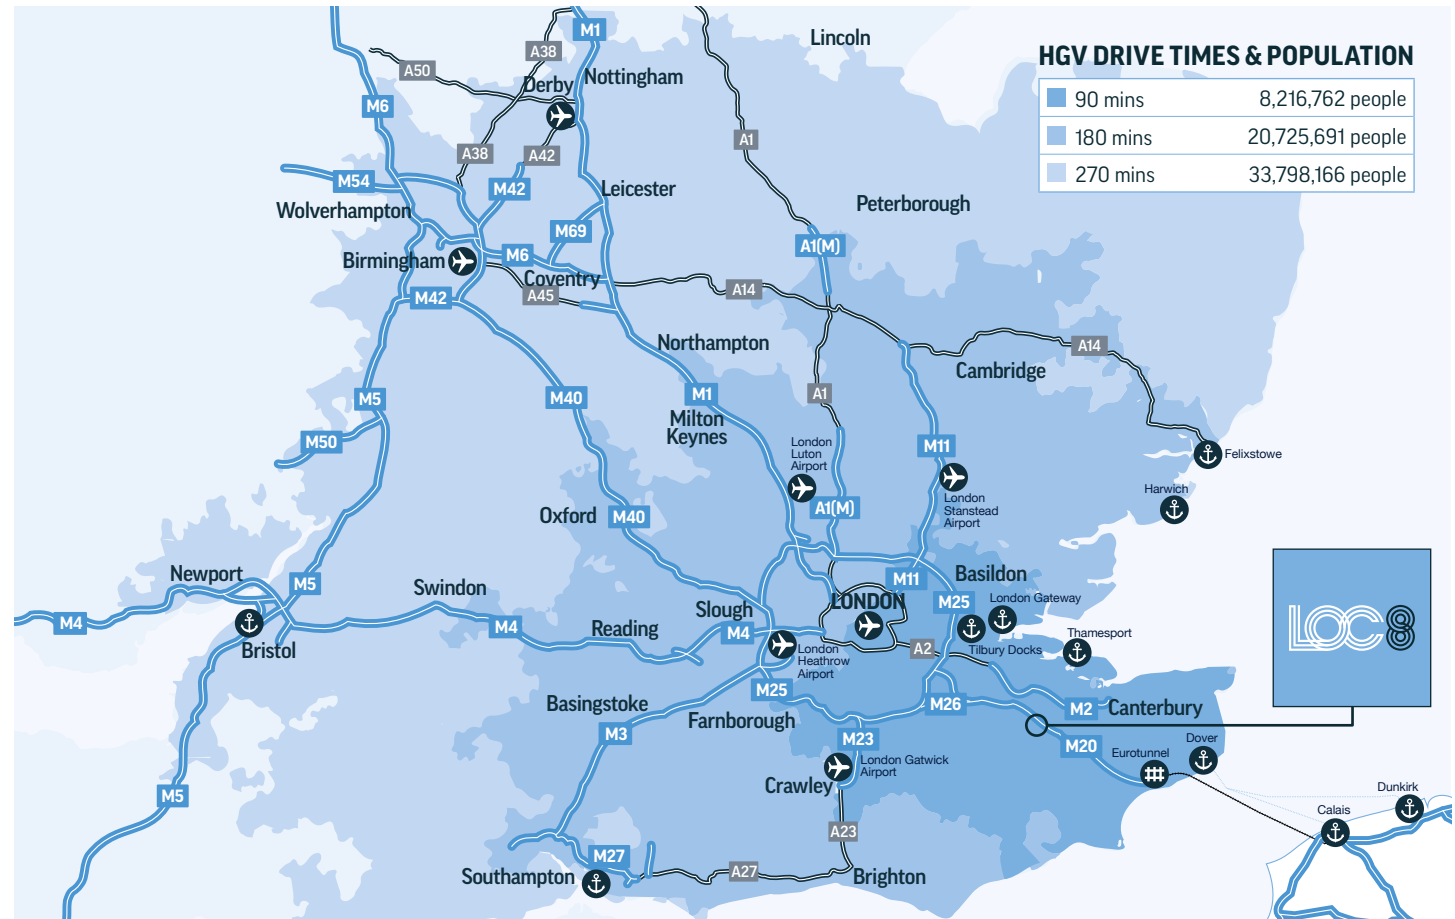 HGV DRIVE TIMES & POPULATION
90 mins 8,216,762 people
180 mins 20,725,691 people
270 mins 33,798,166 people
Lincoln
M1
A38
A50
Nottingham
Derby
M6
A1
A38
A42
M54
M42
Leicester
Wolverhampton
Peterborough
M69
A1(M)
Birmingham
M6
Coventry
A45
M42
A14
Northampton
A14
Cambridge
M5
M40
M1
A1
Milton
Keynes
M50
London
Luton
Airport
M11
Felixstowe
Harwich
London
Stanstead
Airport
A1(M)
Oxford
M40
Newport
M5
Swindon
M11
Basildon
LONDON
M25
London Gateway
Slough
M4
M4
Reading
M4
Bristol
A2
Tilbury Docks
Thamesport
London
Heathrow
Airport
LOC8
M25
M26
M2
Canterbury
Basingstoke
Farnborough
M3
M23
M20
Dover
Eurotunnel
London Gatwick
Airport
Crawley
M5
Dunkirk
Calais
A23
M27
A27
Southampton
Brighton